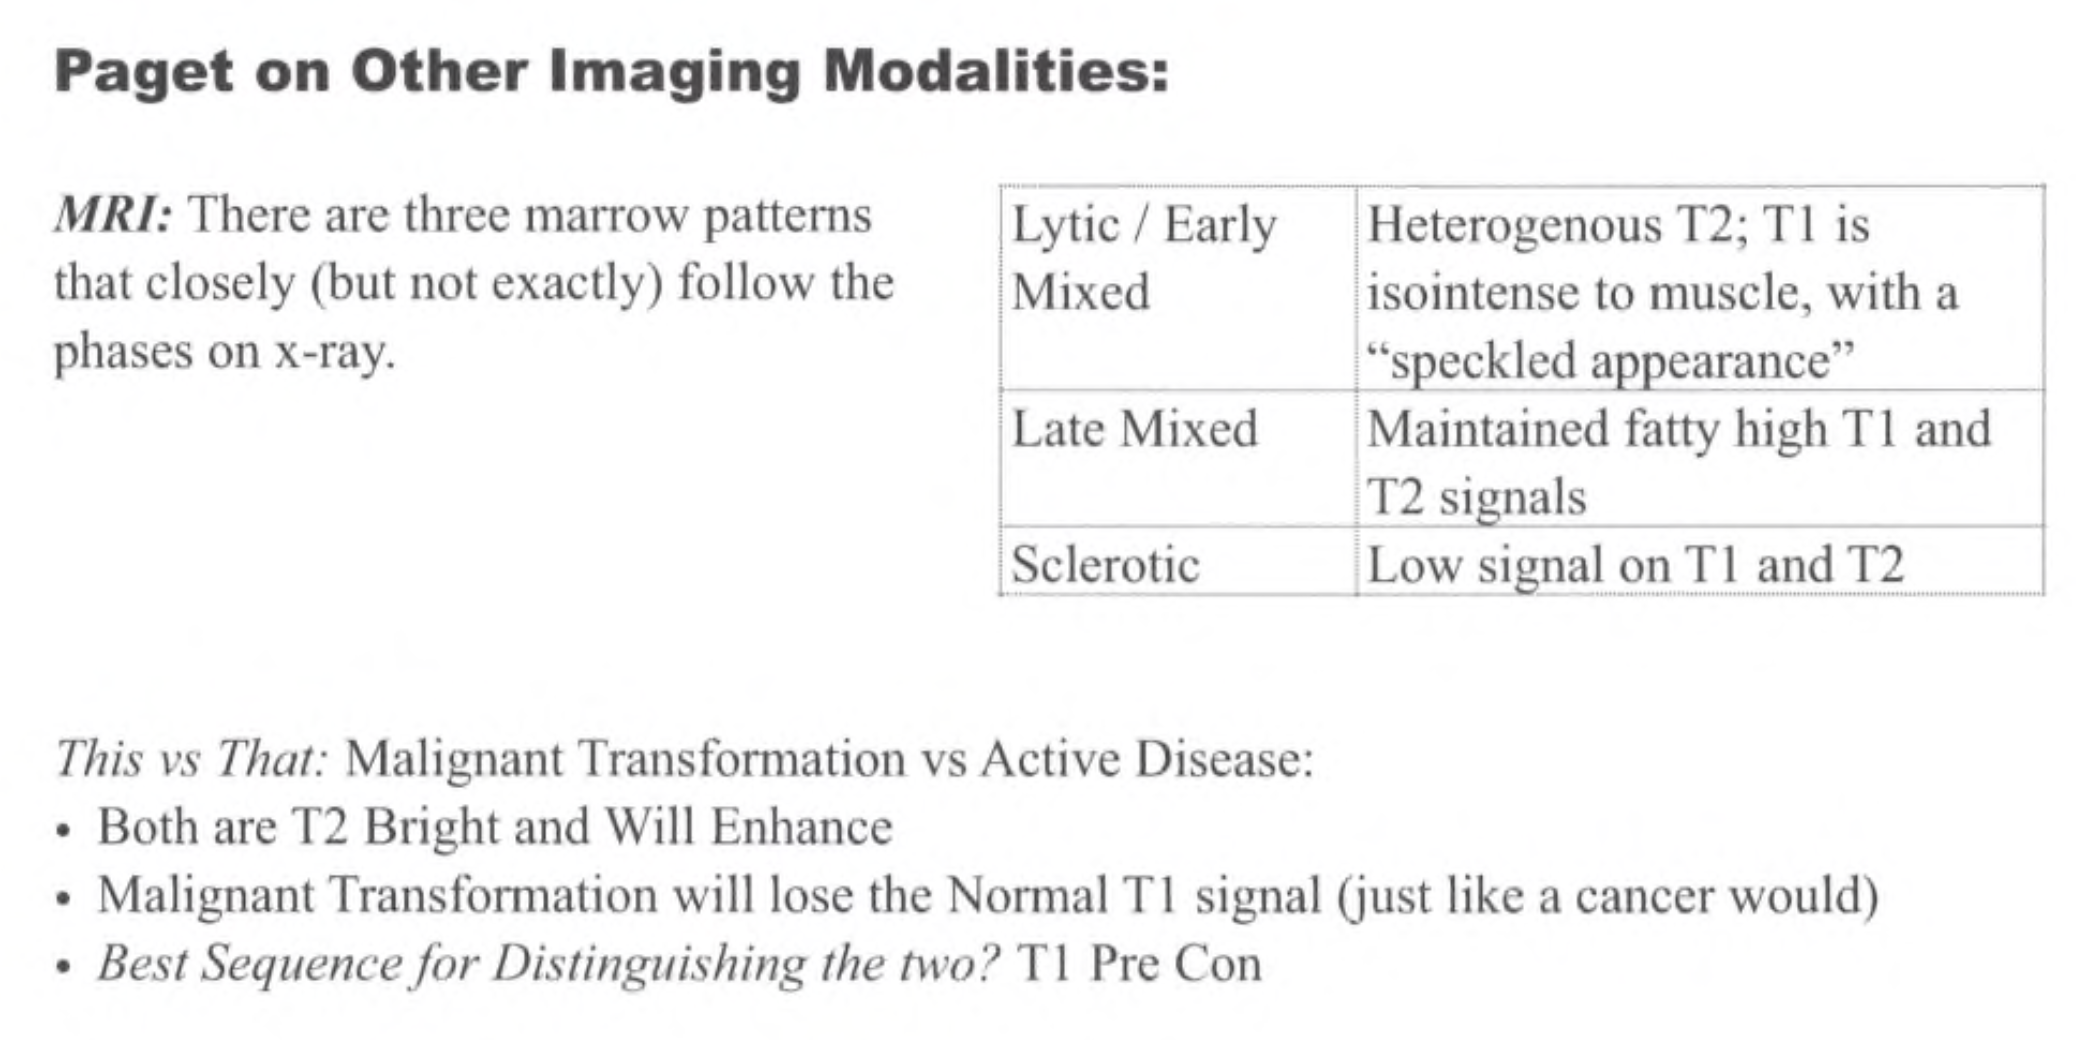 Paget on Other Imaging Modalities:
MRI: There are three marrow patterns
that closely (but not exactly) follow the
phases on x-ray.
Lytic / Early
Mixed
Heterogenous T2; T1 is
isointense to muscle, with a
“speckled appearance”
Late Mixed
Maintained fatty high T1 and
T2 signals
Sclerotic
Low signal on T1 and T2
This vs That: Malignant Transformation vs Active Disease:
• Both are T2 Bright and Will Enhance
• Malignant Transformation will lose the Normal T1 signal (just like a cancer would)
• Best Sequence for Distinguishing the two? T1 Pre Con